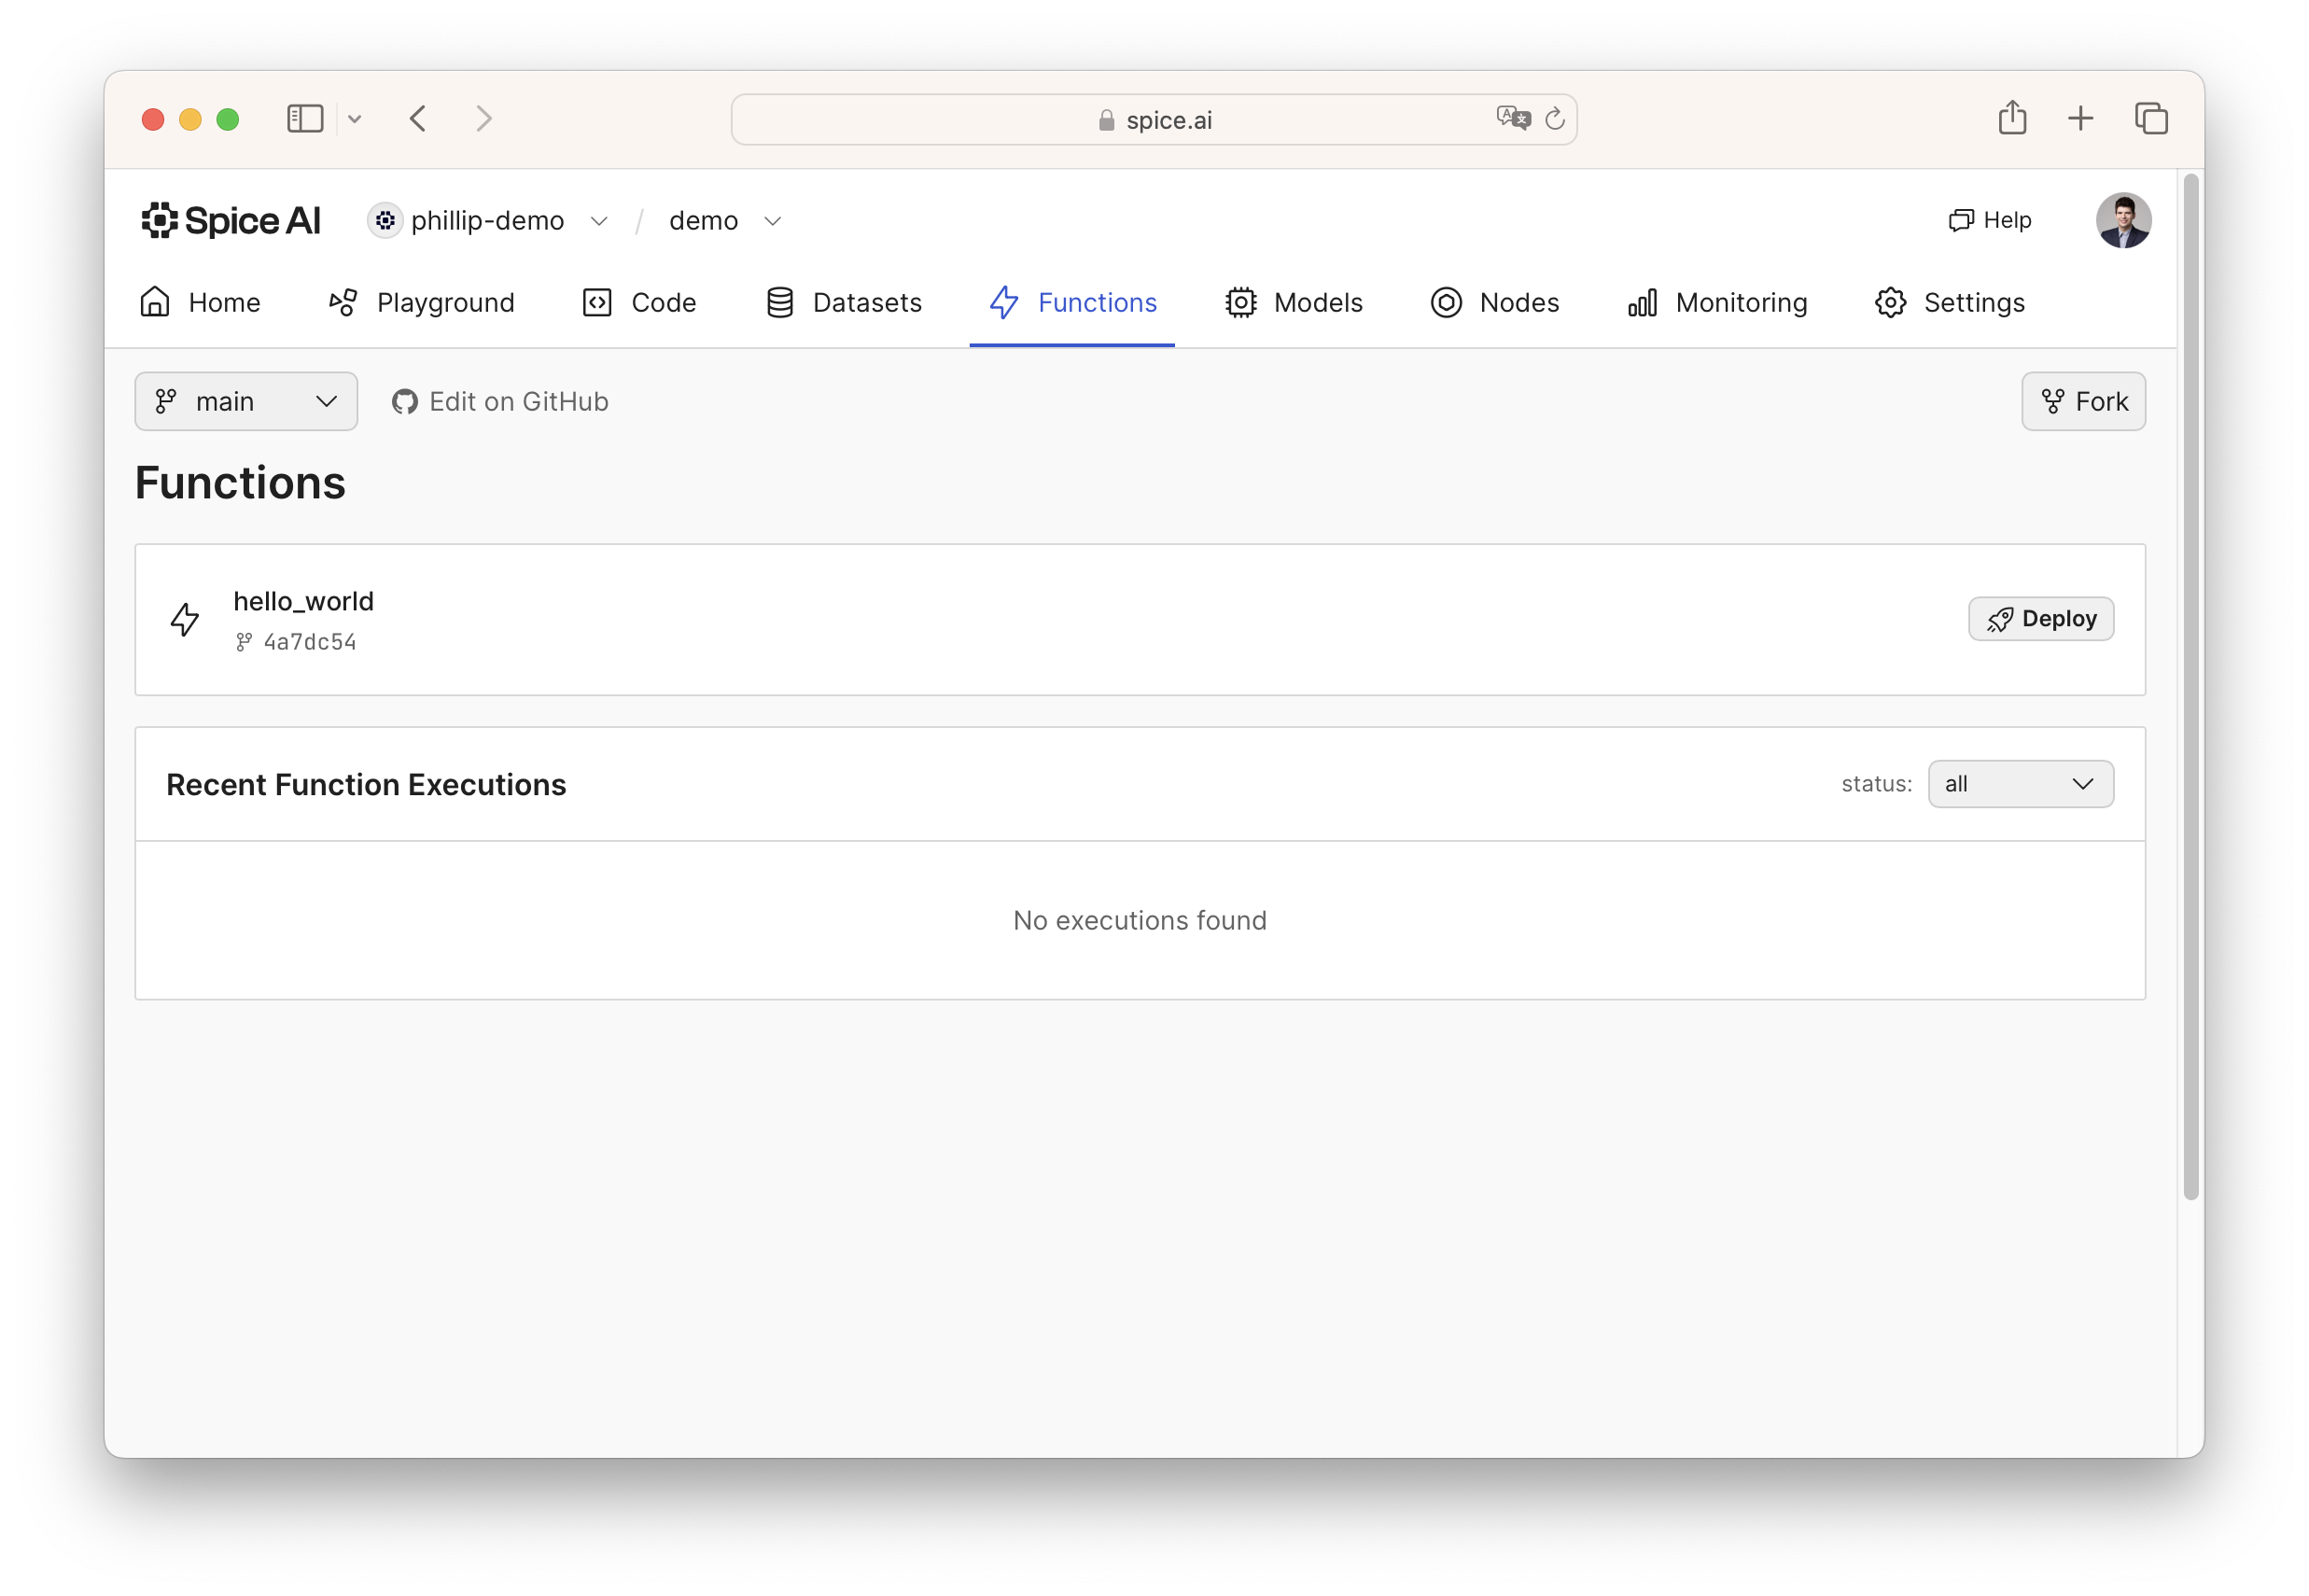 spice.ai
Spice AI phillip-demo / demo Help
Home Playground Code Datasets Functions Models Nodes Monitoring Settings
main Edit on GitHub Fork
Functions
hello_world
4a7dc54
Deploy
Recent Function Executions status: all
No executions found